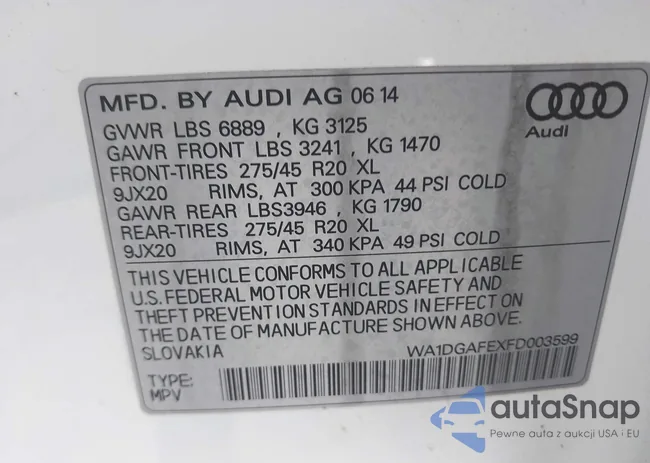 MFD. BY AUDI AG 06 14
Audi
GVWR LBS 6889 , KG 3125
GAWR FRONT LBS 3241 , KG 1470
FRONT-TIRES 275/45 R20 XL
9JX20 RIMS, AT 300 KPA 44 PSI COLD
GAWR REAR LBS3946 , KG 1790
REAR-TIRES 275/45 R20 XL
9JX20 RIMS, AT 340 KPA 49 PSI COLD
THIS VEHICLE CONFORMS TO ALL APPLICABLE
U.S. FEDERAL MOTOR VEHICLE SAFETY AND
THEFT PREVENTION STANDARDS IN EFFECT ON
THE DATE OF MANUFACTURE SHOWN ABOVE.
SLOVAKIA WA1DGAFEXFD003599
TYPE:
MPV
autaSnap
Pewne auta z aukcji USA i EU